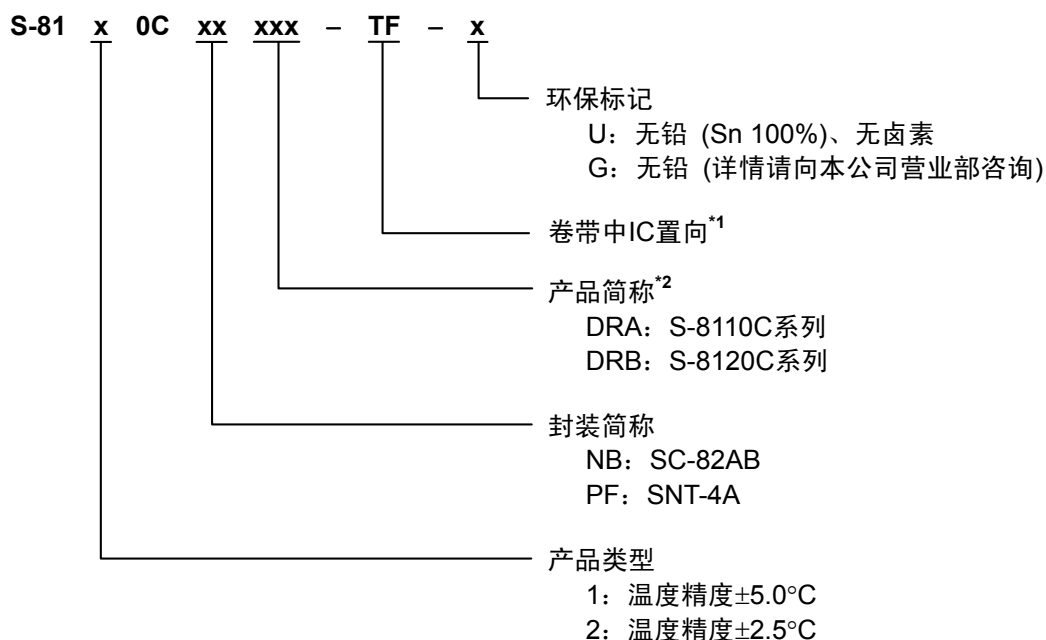 S-81 x 0C xx xxx – TF – x
环保标记
U：无铅 (Sn 100%)、无卤素
G：无铅 (详情请向本公司营业部咨询)
卷带中IC置向*1
产品简称*2
DRA：S-8110C系列
DRB：S-8120C系列
封装简称
NB：SC-82AB
PF：SNT-4A
产品类型
1：温度精度±5.0°C
2：温度精度±2.5°C